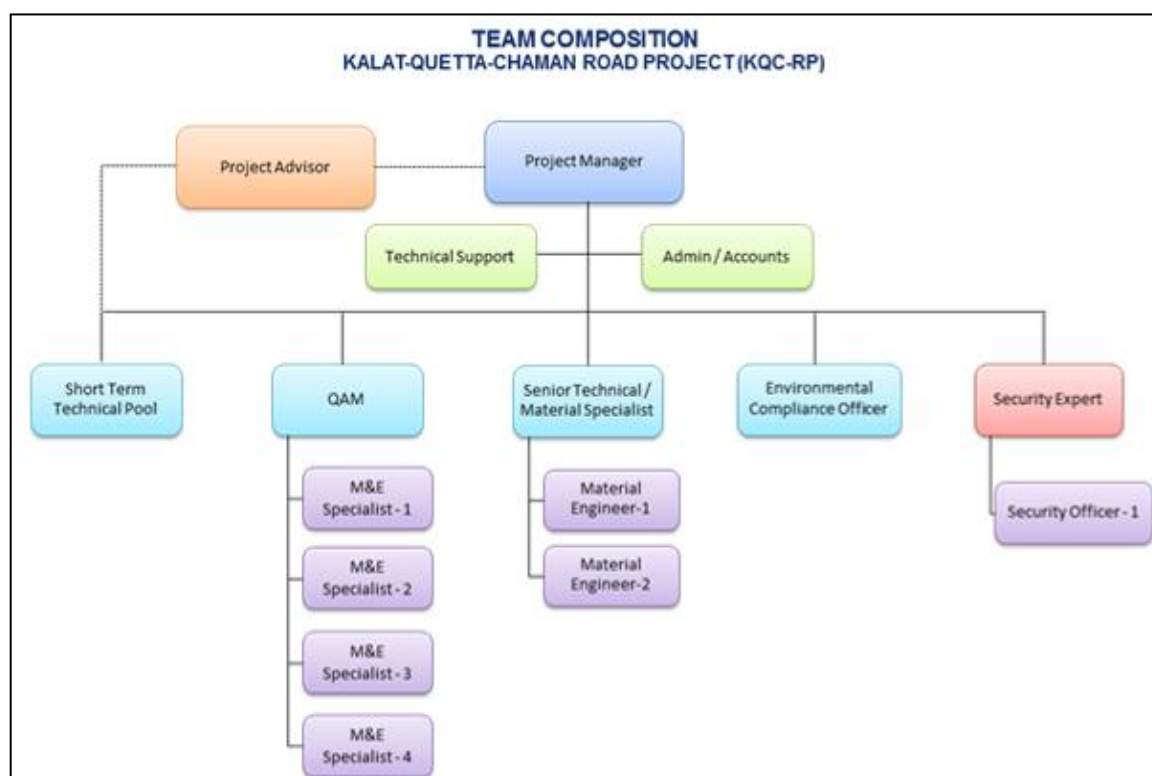 TEAM COMPOSITION
KALAT-QUETTA-CHAMAN ROAD PROJECT (KQC-RP)
Project Advisor
Project Manager
Technical Support
Admin / Accounts
Short Term
Technical Pool
QAM
Senior Technical /
Material Specialist
Environmental
Compliance Officer
Security Expert
M&E
Specialist - 1
M&E
Specialist - 2
M&E
Specialist - 3
M&E
Specialist - 4
Material
Engineer-1
Material
Engineer-2
Security Officer - 1